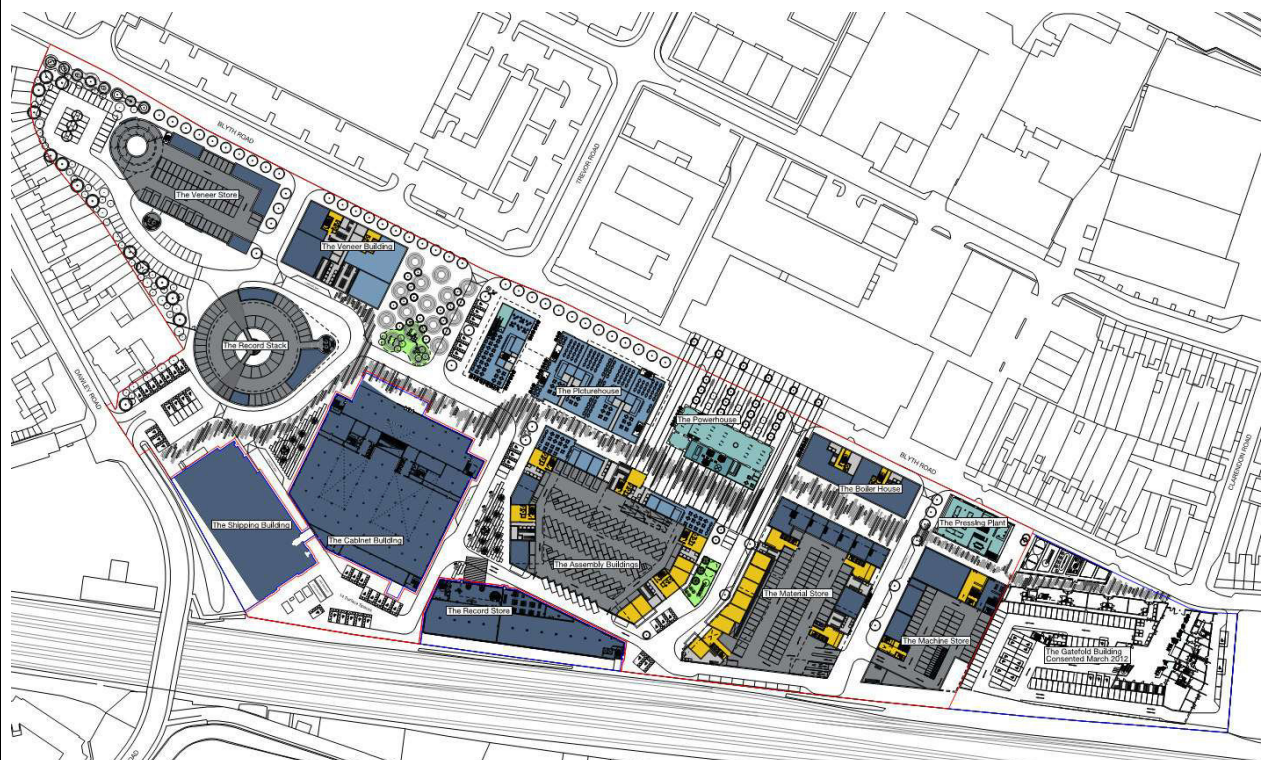 BLYTH ROAD
TREVOR ROAD
The Veneer Store
The Veneer Building
The Record Stack
DAWLEY ROAD
The Picturehouse
The Powerhouse
BLYTH ROAD
CLARENDON ROAD
The Boiler House
The Pressing Plant
The Shipping Building
The Cabinet Building
The Assembly Buildings
The Material Store
The Record Store
The Machine Store
The Gatefold Building
Consented March 2012